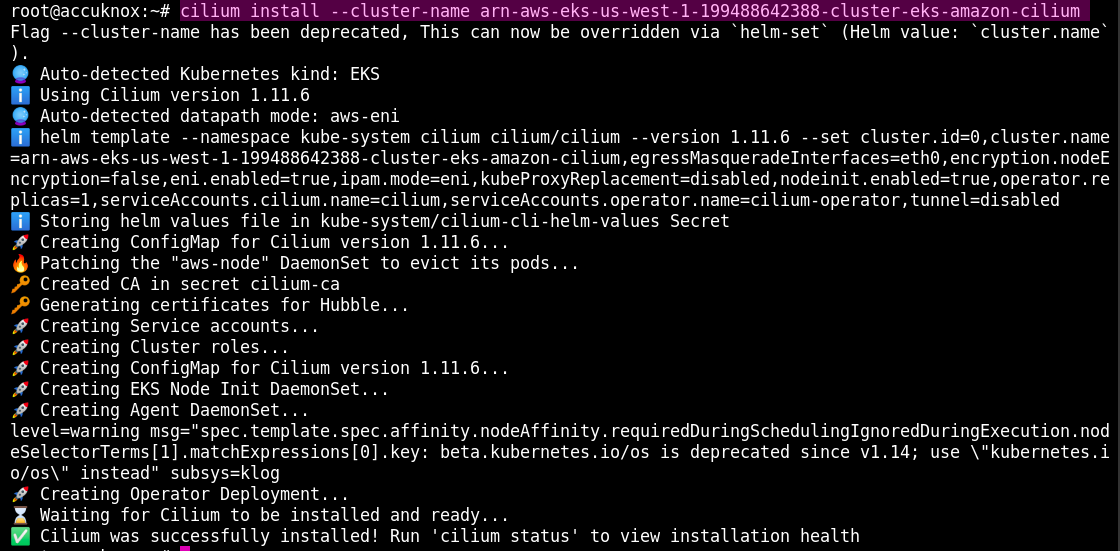 root@accuknox:~# cilium install --cluster-name arn-aws-eks-us-west-1-199488642388-cluster-eks-amazon-cilium
Flag --cluster-name has been deprecated, This can now be overridden via `helm-set` (Helm value: `cluster.name`
).
🔮 Auto-detected Kubernetes kind: EKS
ℹ️ Using Cilium version 1.11.6
🔮 Auto-detected datapath mode: aws-eni
ℹ️ helm template --namespace kube-system cilium cilium/cilium --version 1.11.6 --set cluster.id=0,cluster.name
=arn-aws-eks-us-west-1-199488642388-cluster-eks-amazon-cilium,egressMasqueradeInterfaces=eth0,encryption.nodeE
ncryption=false,eni.enabled=true,ipam.mode=eni,kubeProxyReplacement=disabled,nodeinit.enabled=true,operator.re
plicas=1,serviceAccounts.cilium.name=cilium,serviceAccounts.operator.name=cilium-operator,tunnel=disabled
ℹ️ Storing helm values file in kube-system/cilium-cli-helm-values Secret
🚀 Creating ConfigMap for Cilium version 1.11.6...
🔥 Patching the "aws-node" DaemonSet to evict its pods...
🔑 Created CA in secret cilium-ca
🔑 Generating certificates for Hubble...
🚀 Creating Service accounts...
🚀 Creating Cluster roles...
🚀 Creating ConfigMap for Cilium version 1.11.6...
🚀 Creating EKS Node Init DaemonSet...
🚀 Creating Agent DaemonSet...
level=warning msg="spec.template.spec.affinity.nodeAffinity.requiredDuringSchedulingIgnoredDuringExecution.nod
eSelectorTerms[1].matchExpressions[0].key: beta.kubernetes.io/os is deprecated since v1.14; use \"kubernetes.i
o/os\" instead" subsys=klog
🚀 Creating Operator Deployment...
⌛ Waiting for Cilium to be installed and ready...
✅ Cilium was successfully installed! Run 'cilium status' to view installation health